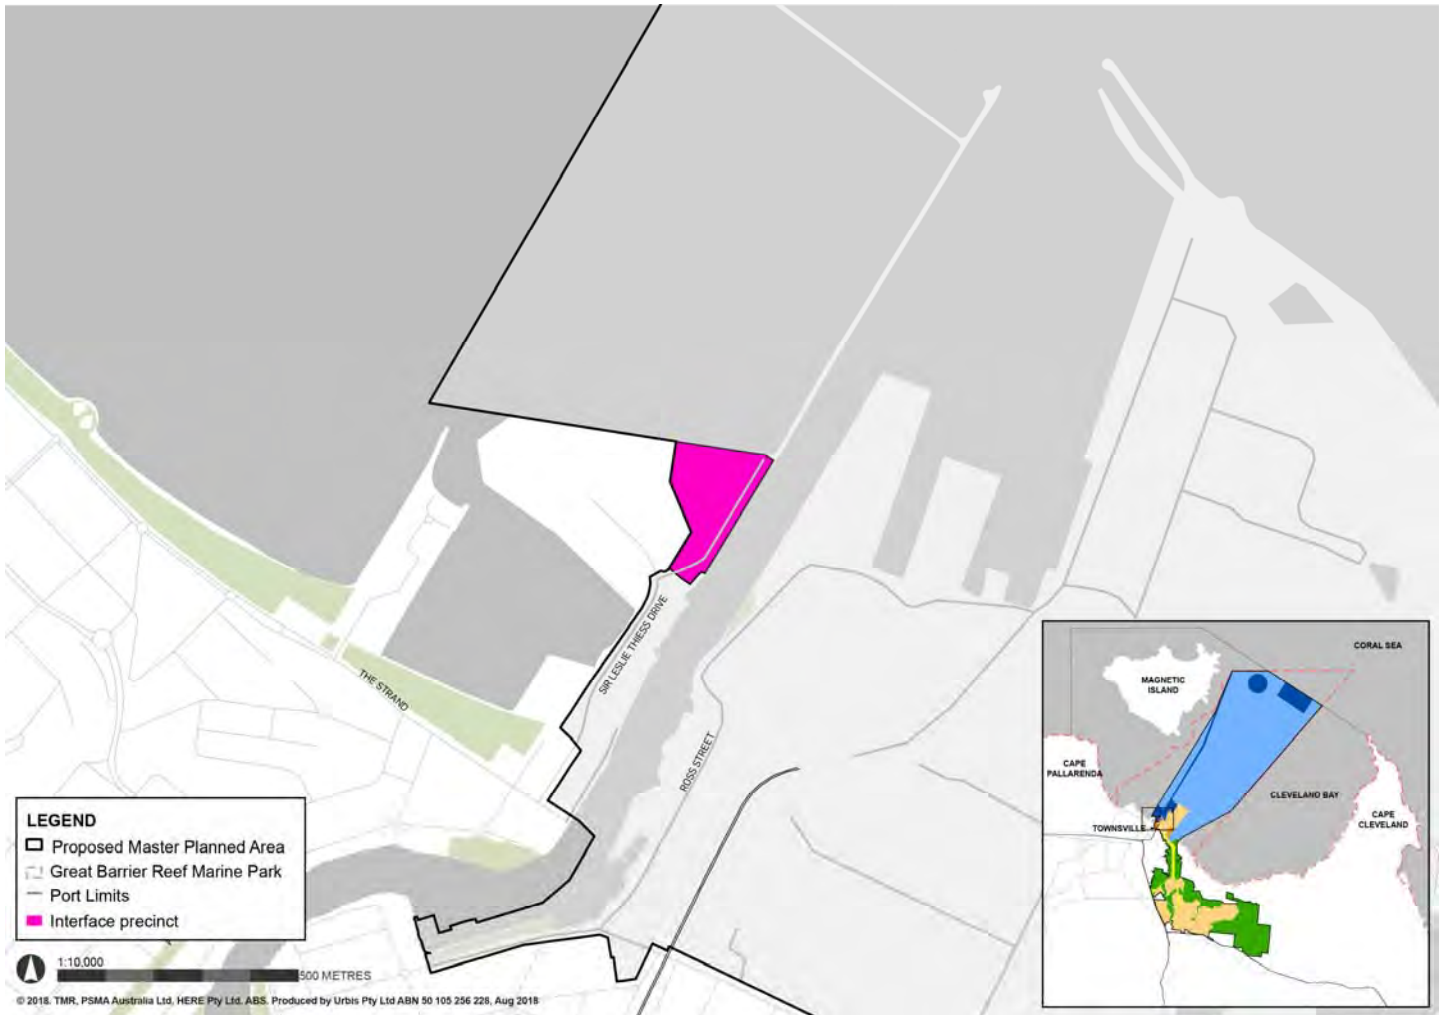 SIR LESLIE THIESS DRIVE
THE STRAND
ROSS STREET
LEGEND
Proposed Master Planned Area
Great Barrier Reef Marine Park
Port Limits
Interface precinct
1:10,000
500 METRES
© 2018. TMR, PSMA Australia Ltd, HERE Pty Ltd. ABS. Produced by Urbis Pty Ltd ABN 50 105 256 228, Aug 2018
CORAL SEA
MAGNETIC
ISLAND
CAPE
PALLARENDA
CLEVELAND BAY
TOWNSVILLE
CAPE
CLEVELAND